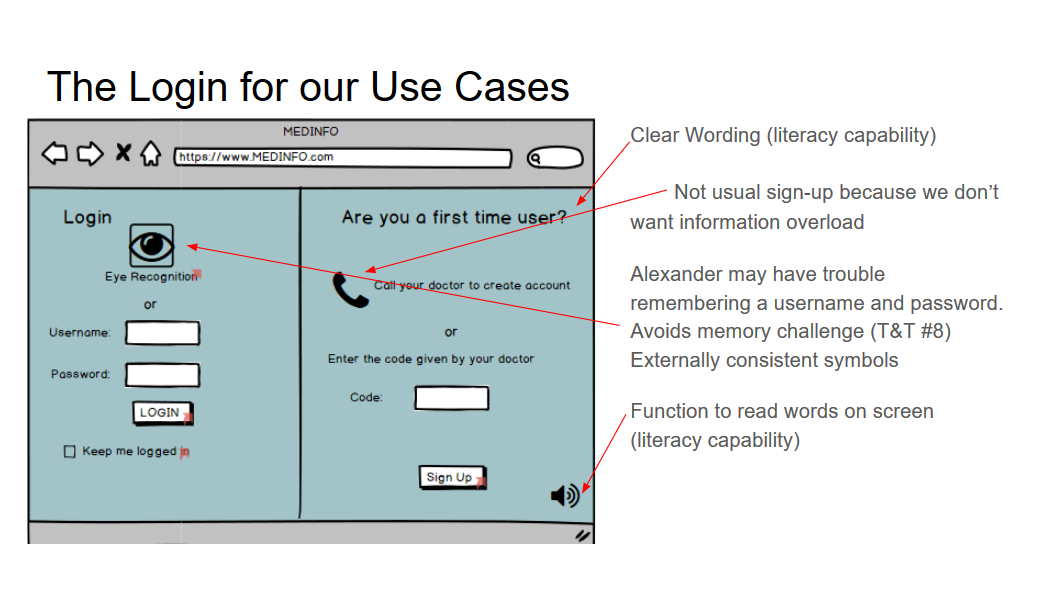 The Login for our Use Cases
MEDINFO
https://www.MEDINFO.com
Login
Eye Recognition
or
Username:
Password:
LOGIN
Keep me logged in
Are you a first time user?
Call your doctor to create account
or
Enter the code given by your doctor
Code:
Sign Up
Clear Wording (literacy capability)
Not usual sign-up because we don’t
want information overload
Alexander may have trouble
remembering a username and password.
Avoids memory challenge (T&T #8)
Externally consistent symbols
Function to read words on screen
(literacy capability)